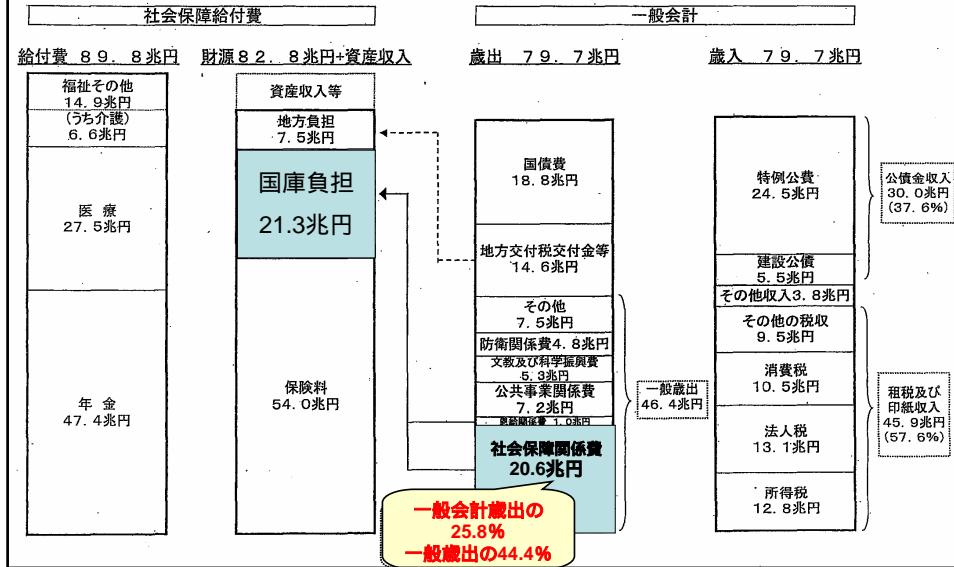 社会保障給付費
一般会計
給付費 89.8兆円
財源82.8兆円+資産収入
歳出 79.7兆円
歳入 79.7兆円
福祉その他
14.9兆円
(うち介護)
6.6兆円
医 療
27.5兆円
年 金
47.4兆円
資産収入等
地方負担
7.5兆円
国庫負担
21.3兆円
保険料
54.0兆円
国債費
18.8兆円
地方交付税交付金等
14.6兆円
その他
7.5兆円
防衛関係費4.8兆円
文教及び科学振興費
5.3兆円
公共事業関係費
7.2兆円
恩給関係費 1.0兆円
社会保障関係費
20.6兆円
一般会計歳出の
25.8%
一般歳出の44.4%
一般歳出
46.4兆円
特例公費
24.5兆円
建設公債
5.5兆円
その他収入3.8兆円
その他の税収
9.5兆円
消費税
10.5兆円
法人税
13.1兆円
所得税
12.8兆円
公債金収入
30.0兆円
(37.6%)
租税及び
印紙収入
45.9兆円
(57.6%)